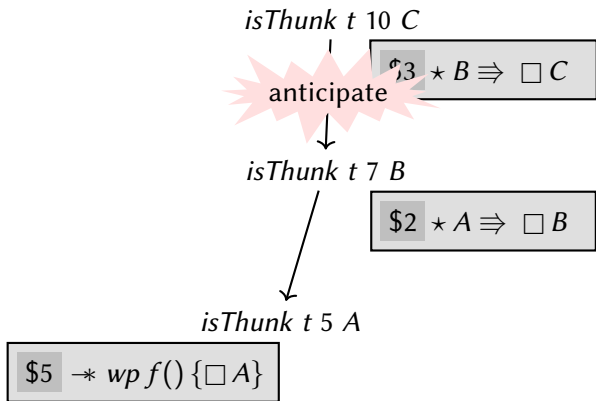 isThunk t 10 C
$3 ⋆ B ⇛ □ C
anticipate
isThunk t 7 B
$2 ⋆ A ⇛ □ B
isThunk t 5 A
$5 -⋆ wp f() {□ A}